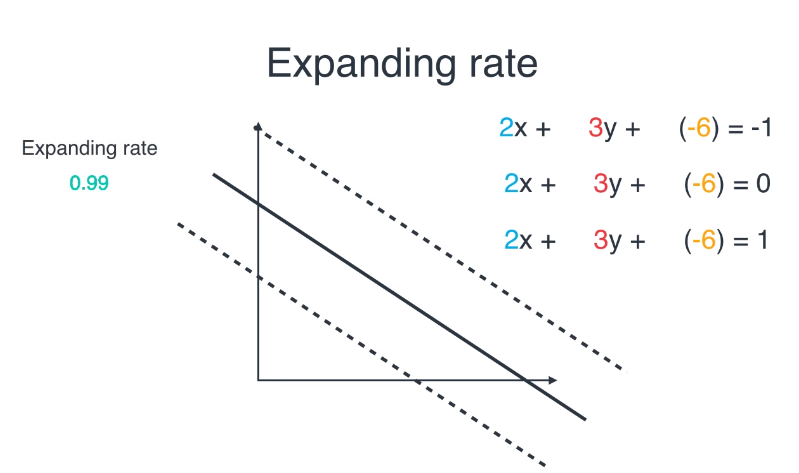 Expanding rate
Expanding rate
0.99
2x + 3y + (-6) = -1
2x + 3y + (-6) = 0
2x + 3y + (-6) = 1